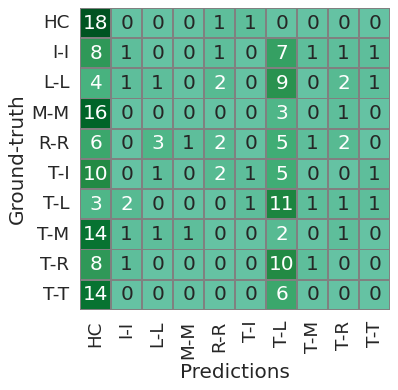 Ground-truth
HC 18 0 0 0 1 1 0 0 0 0
I-I 8 1 0 0 1 0 7 1 1 1
L-L 4 1 1 0 2 0 9 0 2 1
M-M 16 0 0 0 0 0 3 0 1 0
R-R 6 0 3 1 2 0 5 1 2 0
T-I 10 0 1 0 2 1 5 0 0 1
T-L 3 2 0 0 0 1 11 1 1 1
T-M 14 1 1 1 0 0 2 0 1 0
T-R 8 1 0 0 0 0 10 1 0 0
T-T 14 0 0 0 0 0 6 0 0 0
HC I-I L-L M-M R-R T-I T-L T-M T-R T-T
Predictions